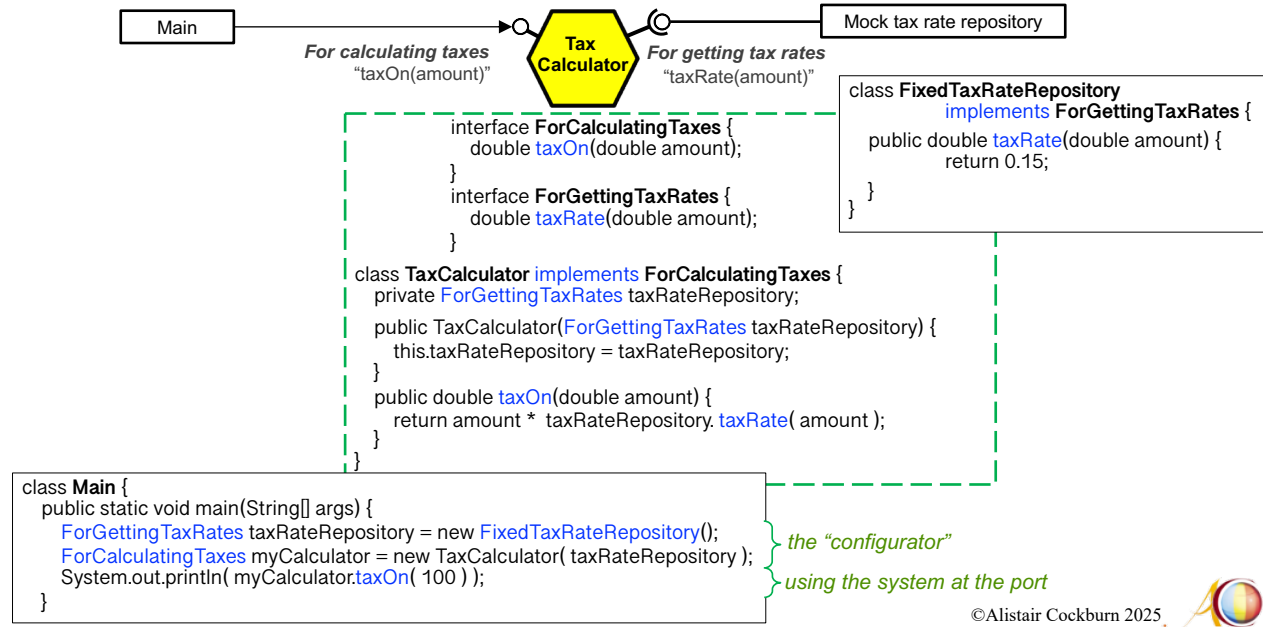 Main
Tax
Calculator
Mock tax rate repository
For calculating taxes
“taxOn(amount)”
For getting tax rates
“taxRate(amount)”
class FixedTaxRateRepository
implements ForGettingTaxRates {
public double taxRate(double amount) {
return 0.15;
}
}
interface ForCalculatingTaxes {
double taxOn(double amount);
}
interface ForGettingTaxRates {
double taxRate(double amount);
}
class TaxCalculator implements ForCalculatingTaxes {
private ForGettingTaxRates taxRateRepository;
public TaxCalculator(ForGettingTaxRates taxRateRepository) {
this.taxRateRepository = taxRateRepository;
}
public double taxOn(double amount) {
return amount * taxRateRepository. taxRate( amount );
}
}
class Main {
public static void main(String[] args) {
ForGettingTaxRates taxRateRepository = new FixedTaxRateRepository();
ForCalculatingTaxes myCalculator = new TaxCalculator( taxRateRepository );
System.out.println( myCalculator.taxOn( 100 ) );
}
the “configurator”
using the system at the port
©Alistair Cockburn 2025